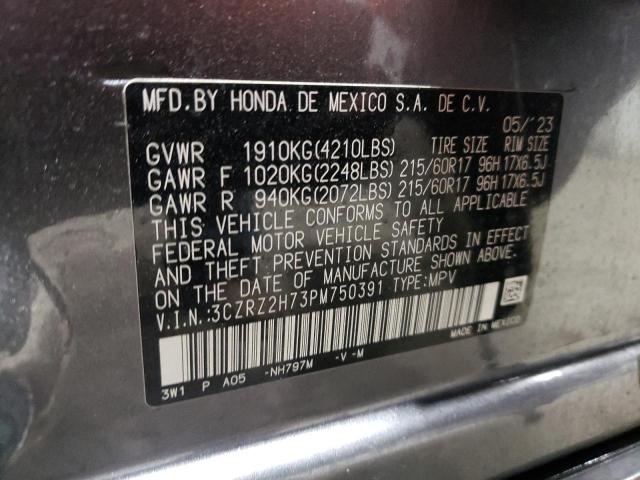 MFD.BY HONDA DE MEXICO S.A. DE C.V.
05/'23
GVWR 1910KG(4210LBS) TIRE SIZE RIM SIZE
GAWR F 1020KG(2248LBS) 215/60R17 96H 17X6.5J
GAWR R 940KG(2072LBS) 215/60R17 96H 17X6.5J
THIS VEHICLE CONFORMS TO ALL APPLICABLE
FEDERAL MOTOR VEHICLE SAFETY
AND THEFT PREVENTION STANDARDS IN EFFECT
ON THE DATE OF MANUFACTURE SHOWN ABOVE.
V.I.N.:3CZRZ2H73PM750391 TYPE:MPV
MADE IN MEXICO
3W1 P A05 -NH797M -V -M